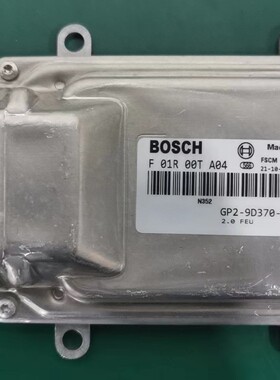 BOSCH
F 01R 00T A04
FSCM
21-10-
N352
GP2-9D370-
2.0 FEU